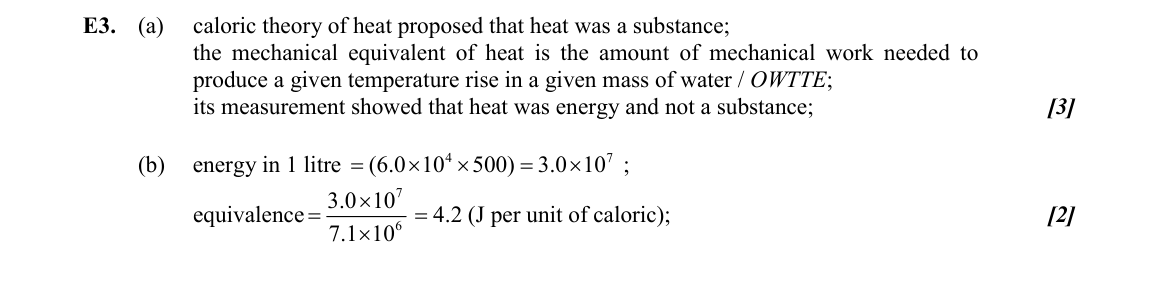 E3. (a) caloric theory of heat proposed that heat was a substance;
the mechanical equivalent of heat is the amount of mechanical work needed to
produce a given temperature rise in a given mass of water / OWTTE;
its measurement showed that heat was energy and not a substance; [3]
(b) energy in 1 litre = (6.0×10⁴ ×500) = 3.0×10⁷ ;
equivalence = 3.0×10⁷ / 7.1×10⁶ = 4.2 (J per unit of caloric); [2]